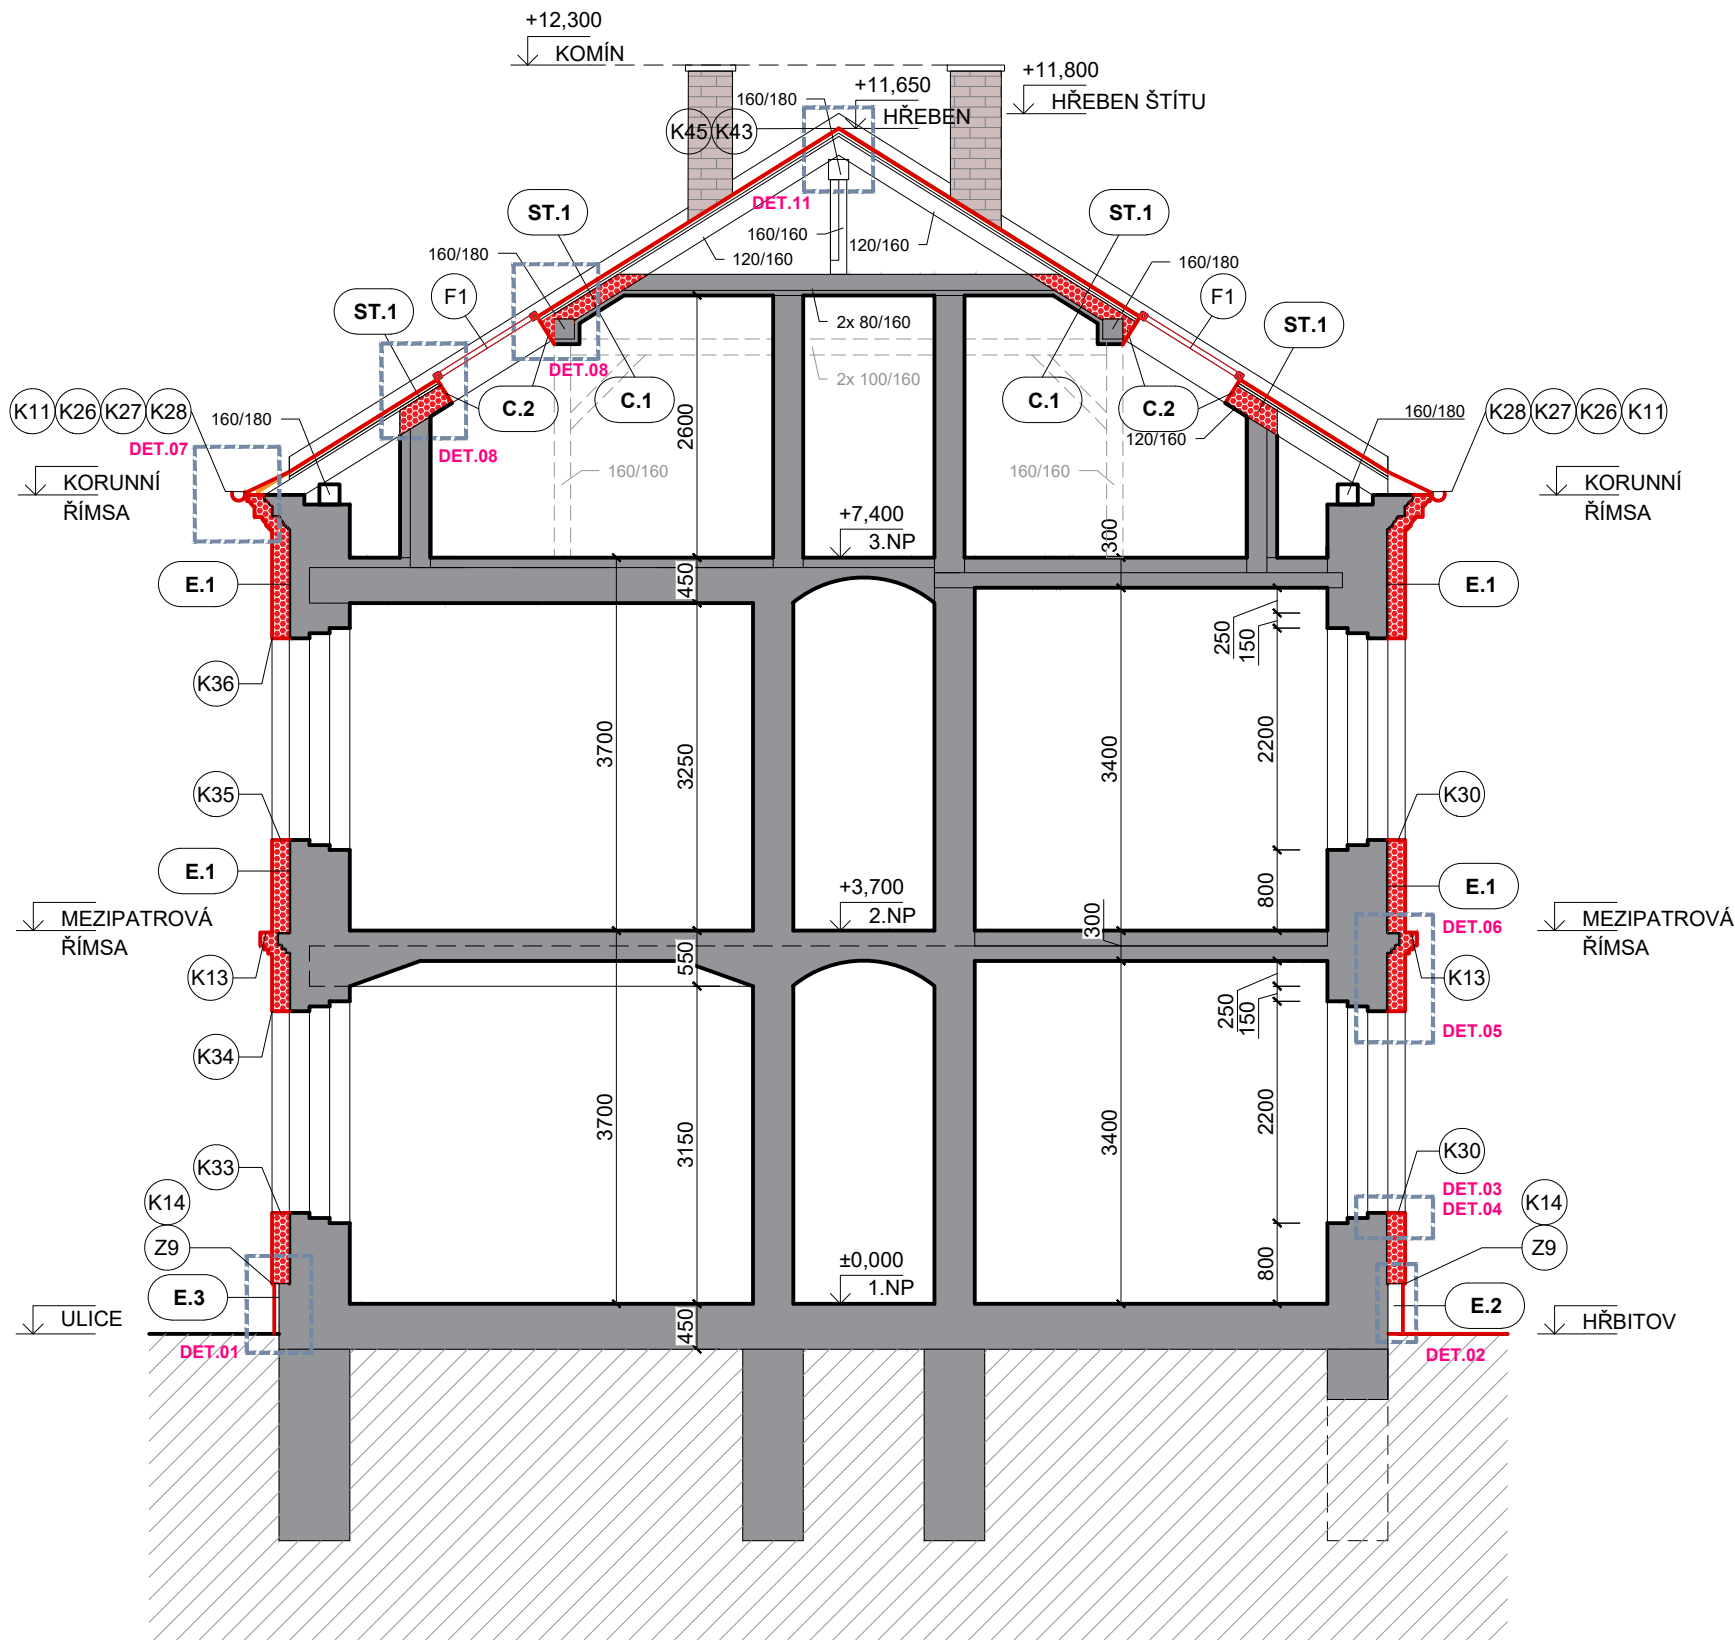 +12,300
KOMÍN
+11,800
HŘEBEN ŠTÍTU
+11,650
HŘEBEN
160/180
K45 K43
DET.11
ST.1
ST.1
160/180
160/160
120/160
120/160
160/180
F1
F1
ST.1
ST.1
2x 80/160
2x 100/160
DET.08
C.2
C.1
C.1
C.2
2600
K11 K26 K27 K28
160/180
DET.07
DET.08
120/160
160/180
K28 K27 K26 K11
KORUNNÍ
ŘÍMSA
160/160
160/160
KORUNNÍ
ŘÍMSA
+7,400
3.NP
300
450
E.1
E.1
250
150
K36
3700
3250
3400
2200
K35
K30
E.1
E.1
800
+3,700
2.NP
MEZIPATROVÁ
ŘÍMSA
300
DET.06
MEZIPATROVÁ
ŘÍMSA
K13
550
K13
250
150
DET.05
K34
3700
3150
3400
2200
K33
K30
DET.03
DET.04
K14
K14
Z9
Z9
±0,000
1.NP
800
E.3
E.2
ULICE
450
HŘBITOV
DET.01
DET.02